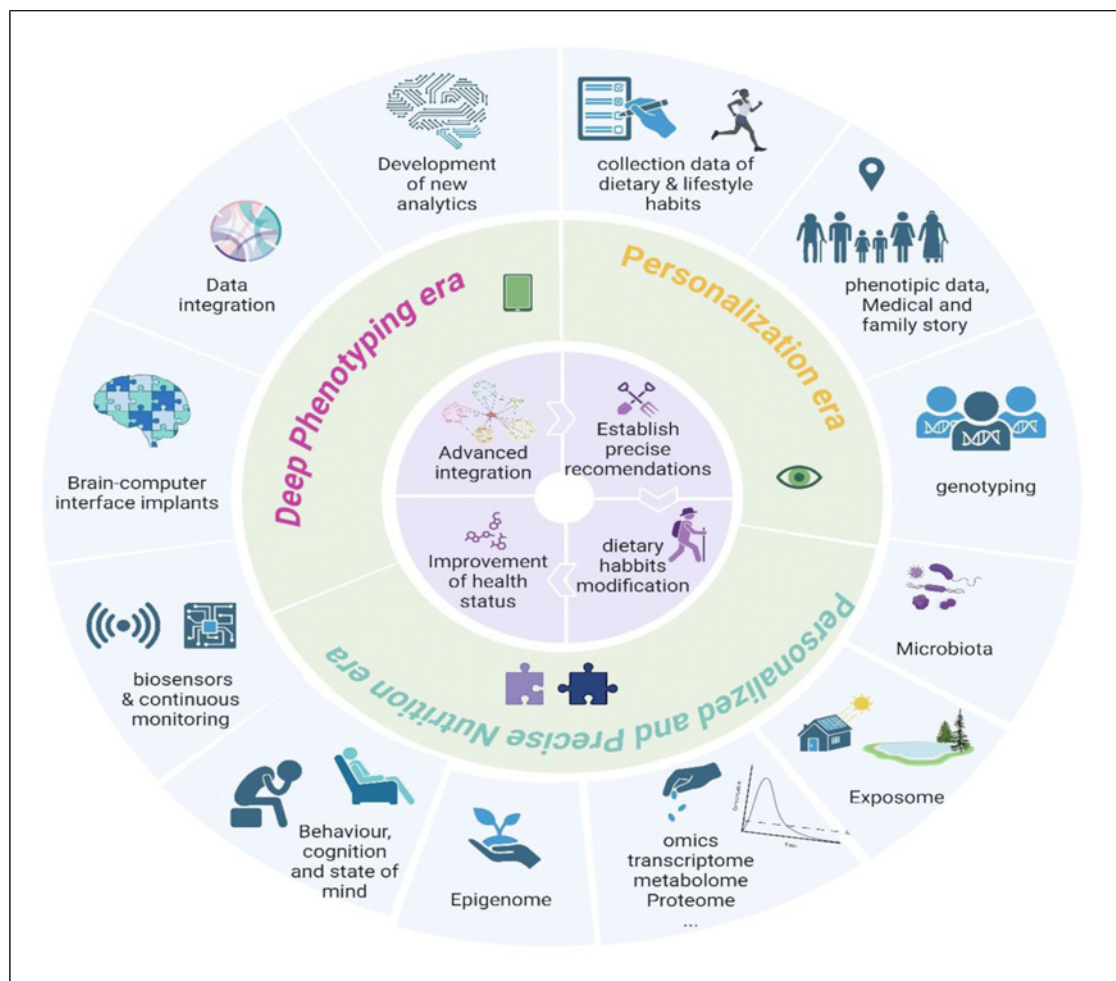 Development
of new
analytics
collection data of
dietary & lifestyle
habits
phenotipic data,
Medical and
family story
genotyping
Microbiota
Exposome
omics
transcriptome
metabolome
Proteome
...
Epigenome
Behaviour,
cognition
and state of
mind
biosensors
& continuous
monitoring
Brain-computer
interface implants
Data
integration
Deep Phenotyping era
Personalization era
Personalized and Precise Nutrition era
Advanced
integration
Establish
precise
recomendations
dietary
habbits
modification
Improvement
of health
status